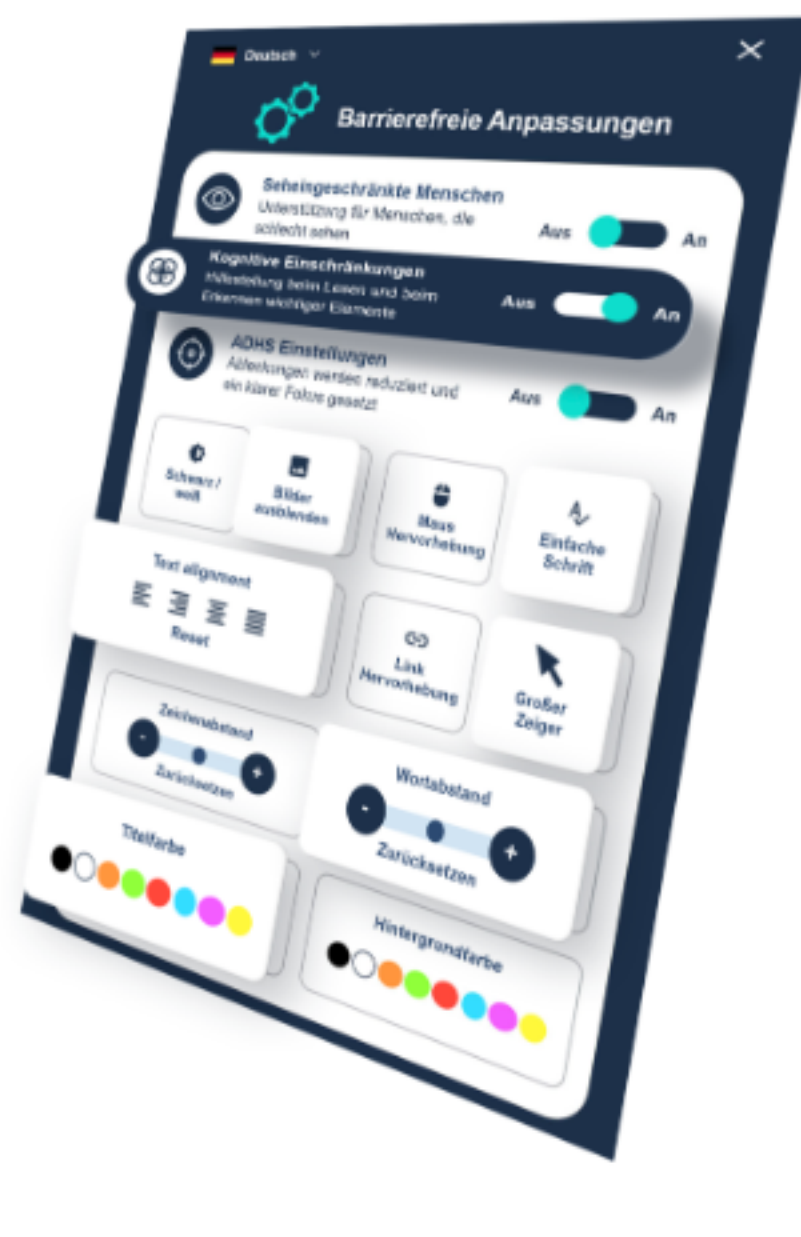 Deutsch
Barrierefreie Anpassungen
Seheingeschränkte Menschen
Unterstützung für Menschen, die
schlecht sehen
Aus
An
Kognitive Einschränkungen
Hilfestellung beim Lesen und beim
Erkennen wichtiger Elemente
Aus
An
ADHS Einstellungen
Ablenkungen werden reduziert und
ein klarer Fokus gesetzt
Aus
An
Schwarz /
weiß
Bilder
ausblenden
Maus
Hervorhebung
Einfache
Schrift
Text alignment
Reset
Link
Hervorhebung
Großer
Zeiger
Zeichenabstand
-
+
Zurücksetzen
Wortabstand
-
+
Zurücksetzen
Titelfarbe
Hintergrundfarbe